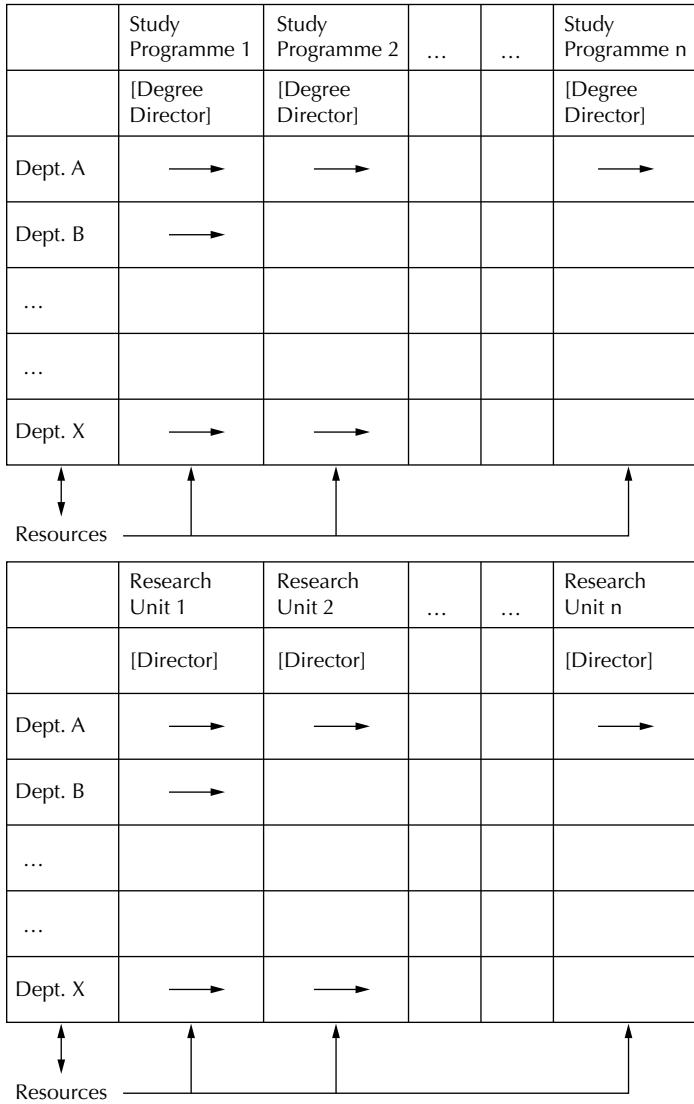 Study Programme 1
Study Programme 2
…
…
Study Programme n
[Degree Director]
[Degree Director]
[Degree Director]
Dept. A
Dept. B
…
…
Dept. X
Resources
Research Unit 1
Research Unit 2
…
…
Research Unit n
[Director]
[Director]
[Director]
Dept. A
Dept. B
…
…
Dept. X
Resources